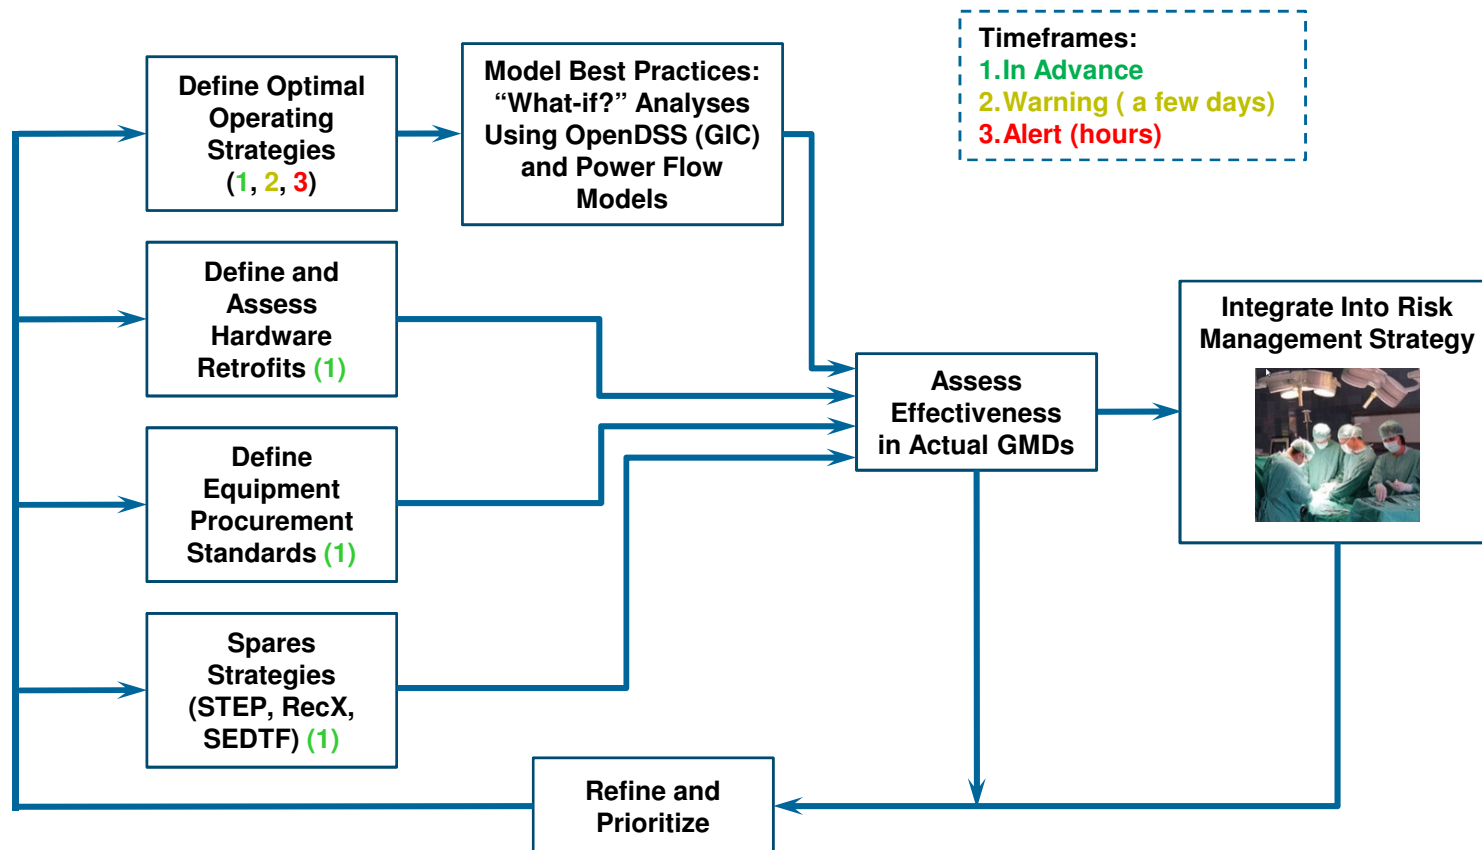 Timeframes:
1.In Advance
2.Warning ( a few days)
3.Alert (hours)
Define Optimal
Operating
Strategies
(1, 2, 3)
Model Best Practices:
“What-if?” Analyses
Using OpenDSS (GIC)
and Power Flow
Models
Define and
Assess
Hardware
Retrofits (1)
Define
Equipment
Procurement
Standards (1)
Spares
Strategies
(STEP, RecX,
SEDTF) (1)
Assess
Effectiveness
in Actual GMDs
Integrate Into Risk
Management Strategy
Refine and
Prioritize